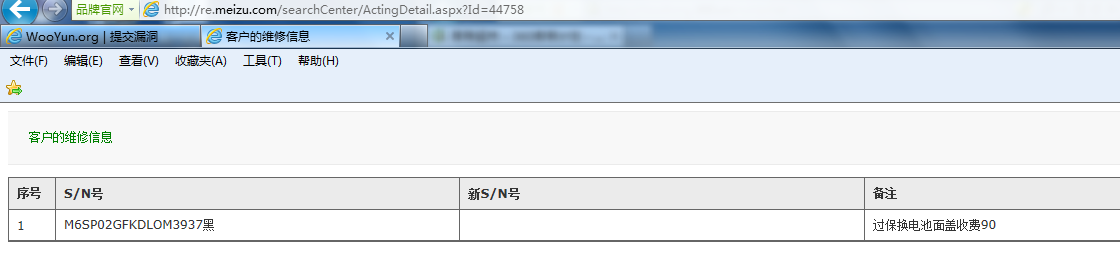 品牌官网 http://re.meizu.com/searchCenter/ActingDetail.aspx?Id=44758
WooYun.org | 提交漏洞 客户的维修信息
文件(F) 编辑(E) 查看(V) 收藏夹(A) 工具(T) 帮助(H)
客户的维修信息
序号 S/N号 新S/N号 备注
1 M6SP02GFKDLOM3937黑 过保换电池面盖收费90